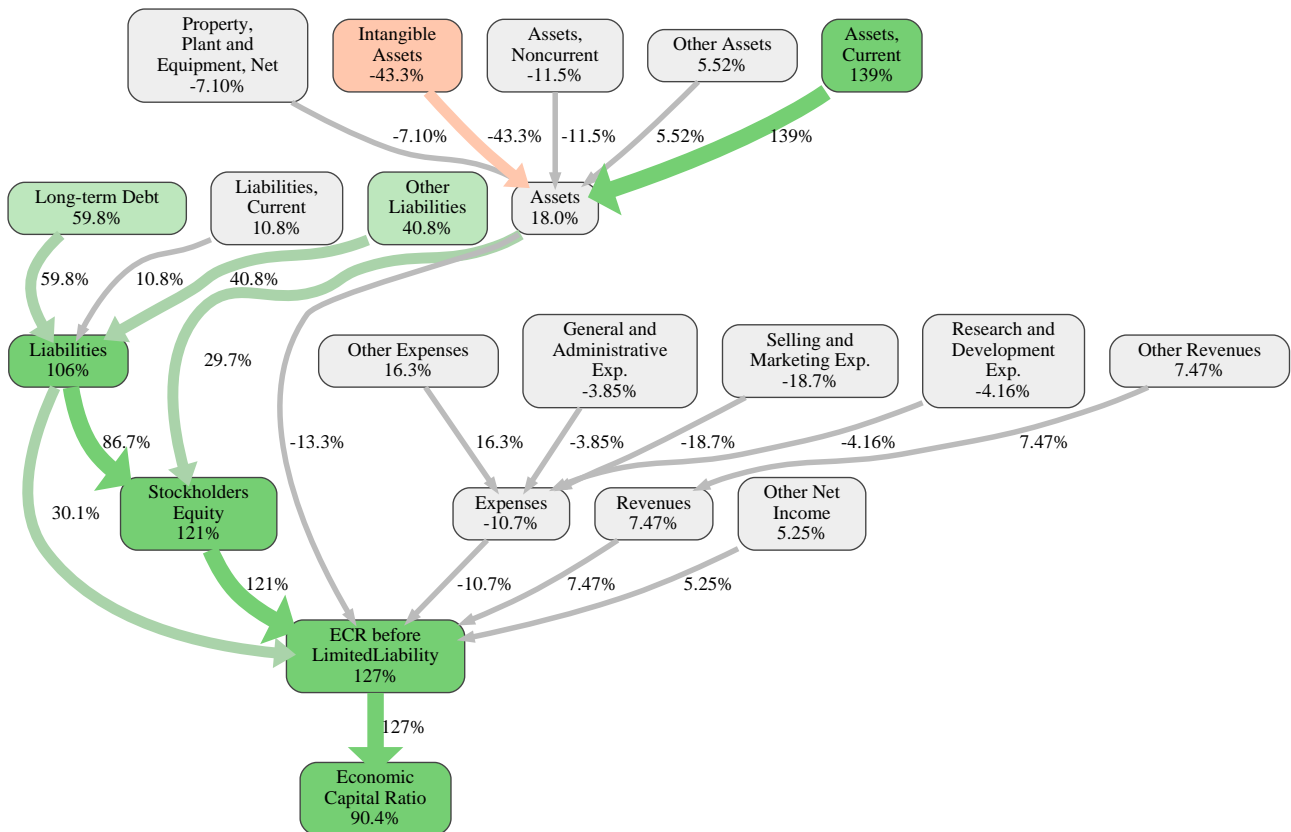 Property,
Plant and
Equipment, Net
-7.10%
Intangible
Assets
-43.3%
Assets,
Noncurrent
-11.5%
Other Assets
5.52%
Assets,
Current
139%
-7.10%
-43.3%
-11.5%
5.52%
139%
Long-term Debt
59.8%
Liabilities,
Current
10.8%
Other
Liabilities
40.8%
Assets
18.0%
59.8%
10.8%
40.8%
Liabilities
106%
29.7%
Other Expenses
16.3%
General and
Administrative
Exp.
-3.85%
Selling and
Marketing Exp.
-18.7%
Research and
Development
Exp.
-4.16%
Other Revenues
7.47%
86.7%
-13.3%
16.3%
-3.85%
-18.7%
-4.16%
7.47%
30.1%
Stockholders
Equity
121%
Expenses
-10.7%
Revenues
7.47%
Other Net
Income
5.25%
121%
-10.7%
7.47%
5.25%
ECR before
LimitedLiability
127%
127%
Economic
Capital Ratio
90.4%